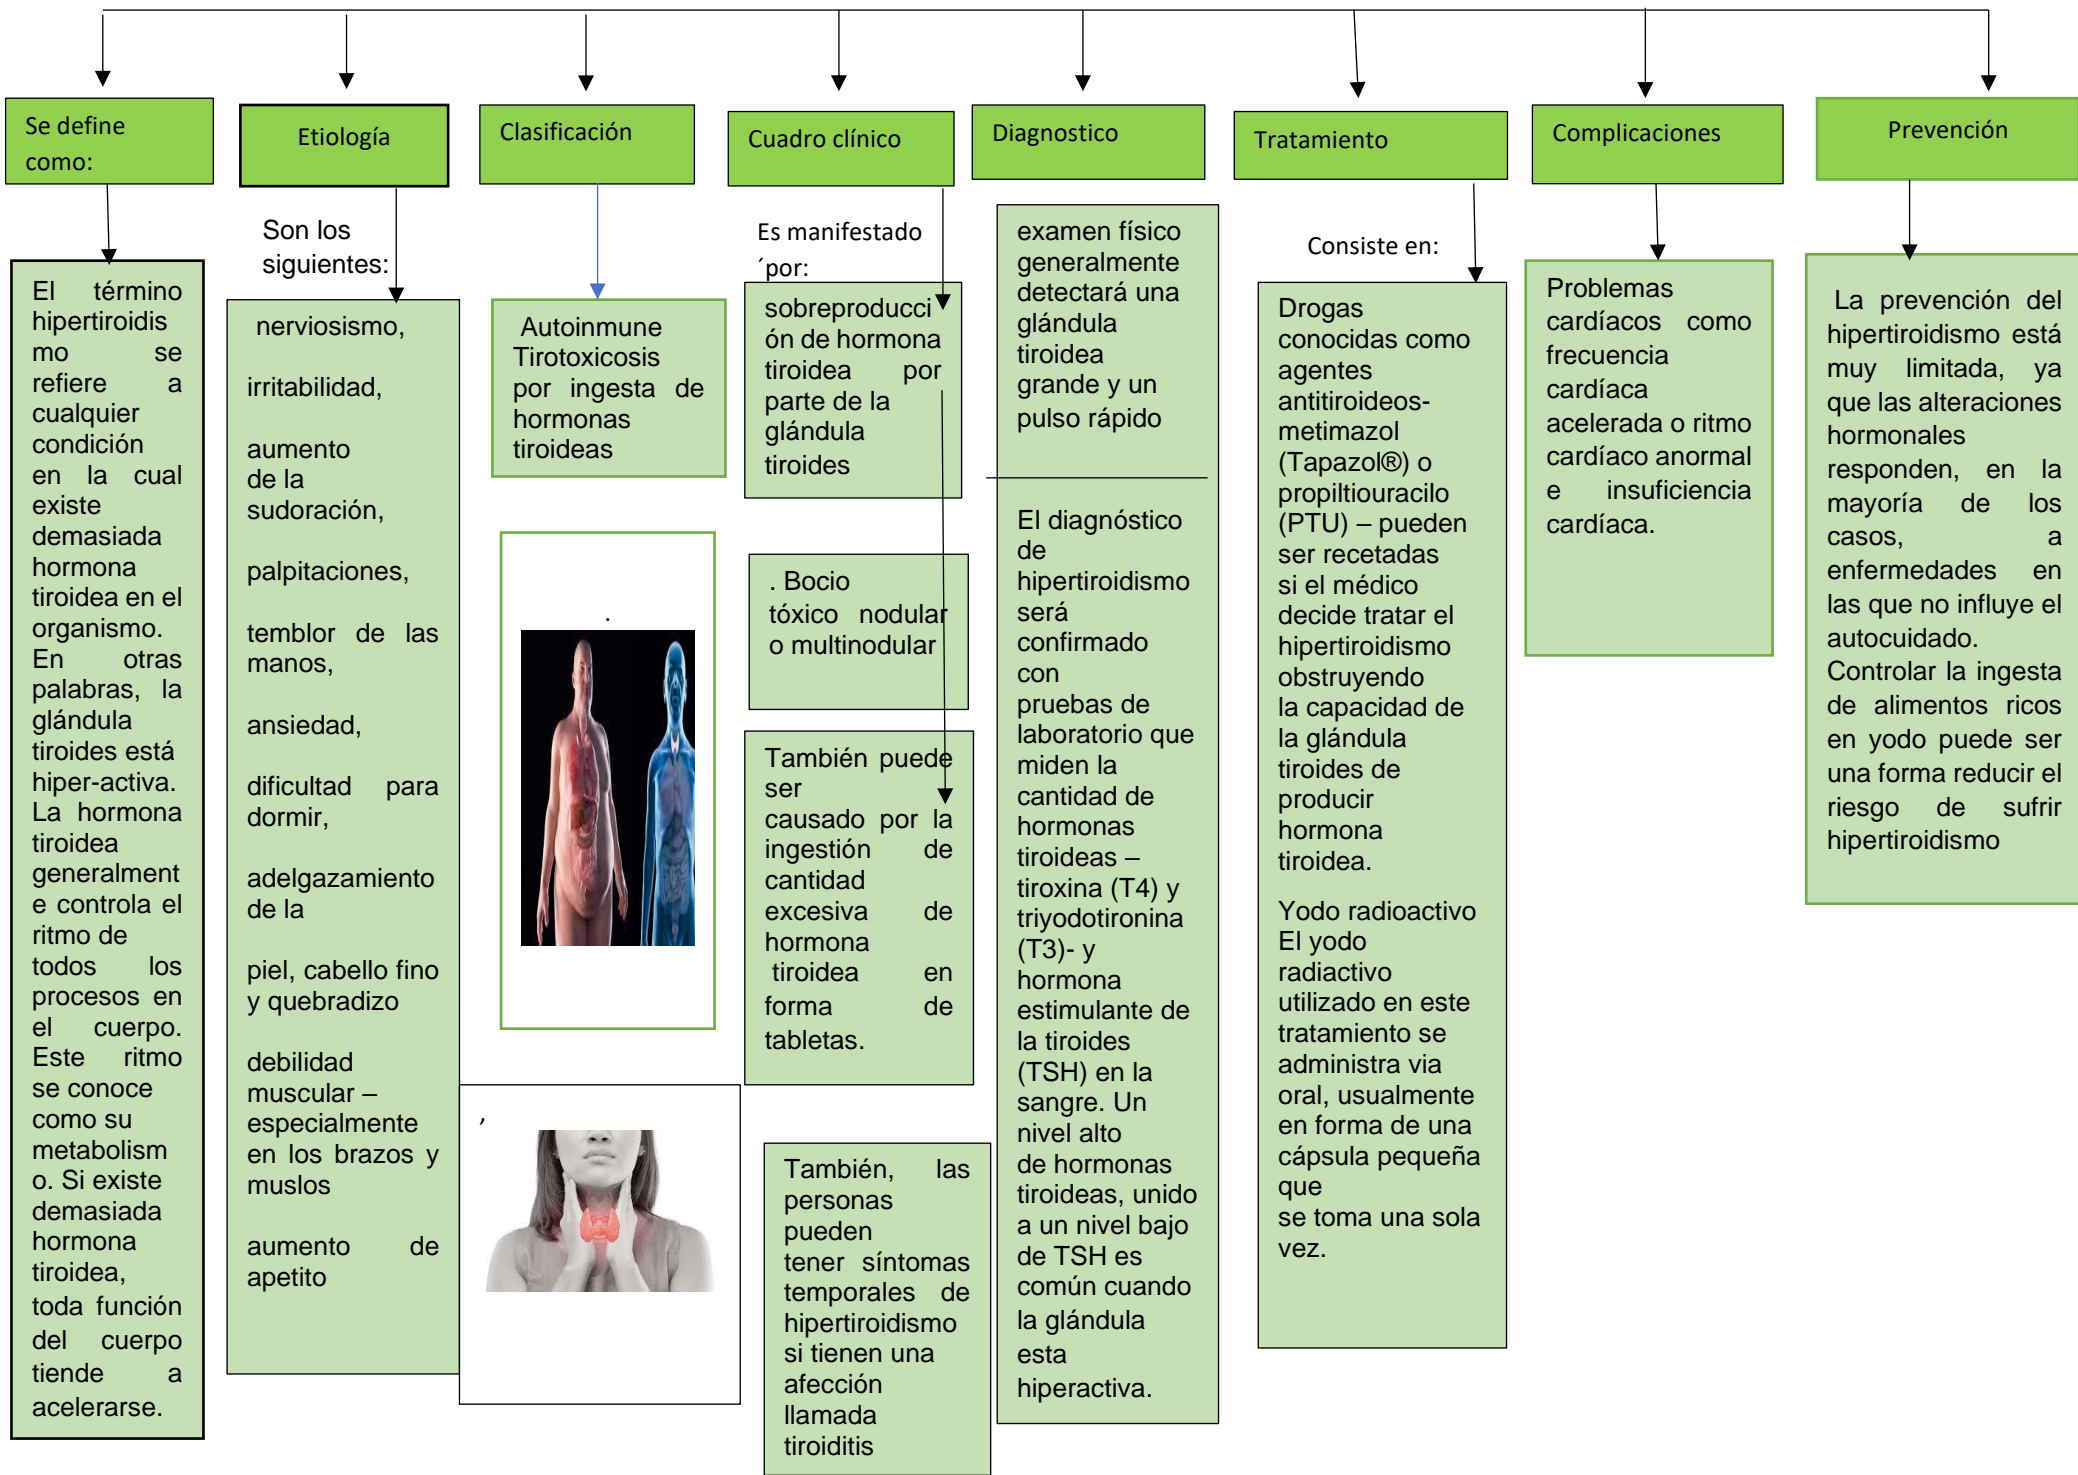 Se define
como:
El término
hipertiroidis
mo se
refiere a
cualquier
condición
en la cual
existe
demasiada
hormona
tiroidea en el
organismo.
En otras
palabras, la
glándula
tiroides está
hiper-activa.
La hormona
tiroidea
generalment
e controla el
ritmo de
todos los
procesos en
el cuerpo.
Este ritmo
se conoce
como su
metabolism
o. Si existe
demasiada
hormona
tiroidea,
toda función
del cuerpo
tiende a
acelerarse.
Etiología
Son los
siguientes:
nerviosismo,
irritabilidad,
aumento
de la
sudoración,
palpitaciones,
temblor de las
manos,
ansiedad,
dificultad para
dormir,
adelgazamiento
de la
piel, cabello fino
y quebradizo
debilidad
muscular –
especialmente
en los brazos y
muslos
aumento de
apetito
Clasificación
Autoinmune
Tirotoxicosis
por ingesta de
hormonas
tiroideas
.
,
Cuadro clínico
Es manifestado
´por:
sobreproducci
ón de hormona
tiroidea por
parte de la
glándula
tiroides
. Bocio
tóxico nodular
o multinodular
También puede
ser
causado por la
ingestión de
cantidad
excesiva de
hormona
tiroidea en
forma de
tabletas.
También, las
personas
pueden
tener síntomas
temporales de
hipertiroidismo
si tienen una
afección
llamada
tiroiditis
Diagnostico
examen físico
generalmente
detectará una
glándula
tiroidea
grande y un
pulso rápido
El diagnóstico
de
hipertiroidismo
será
confirmado
con
pruebas de
laboratorio que
miden la
cantidad de
hormonas
tiroideas –
tiroxina (T4) y
triyodotironina
(T3)- y
hormona
estimulante de
la tiroides
(TSH) en la
sangre. Un
nivel alto
de hormonas
tiroideas, unido
a un nivel bajo
de TSH es
común cuando
la glándula
esta
hiperactiva.
Tratamiento
Consiste en:
Drogas
conocidas como
agentes
antitiroideos-
metimazol
(Tapazol®) o
propiltiouracilo
(PTU) – pueden
ser recetadas
si el médico
decide tratar el
hipertiroidismo
obstruyendo
la capacidad de
la glándula
tiroides de
producir
hormona
tiroidea.
Yodo radioactivo
El yodo
radiactivo
utilizado en este
tratamiento se
administra via
oral, usualmente
en forma de una
cápsula pequeña
que
se toma una sola
vez.
Complicaciones
Problemas
cardíacos como
frecuencia
cardíaca
acelerada o ritmo
cardíaco anormal
e insuficiencia
cardíaca.
Prevención
La prevención del
hipertiroidismo está
muy limitada, ya
que las alteraciones
hormonales
responden, en la
mayoría de los
casos, a
enfermedades en
las que no influye el
autocuidado.
Controlar la ingesta
de alimentos ricos
en yodo puede ser
una forma reducir el
riesgo de sufrir
hipertiroidismo